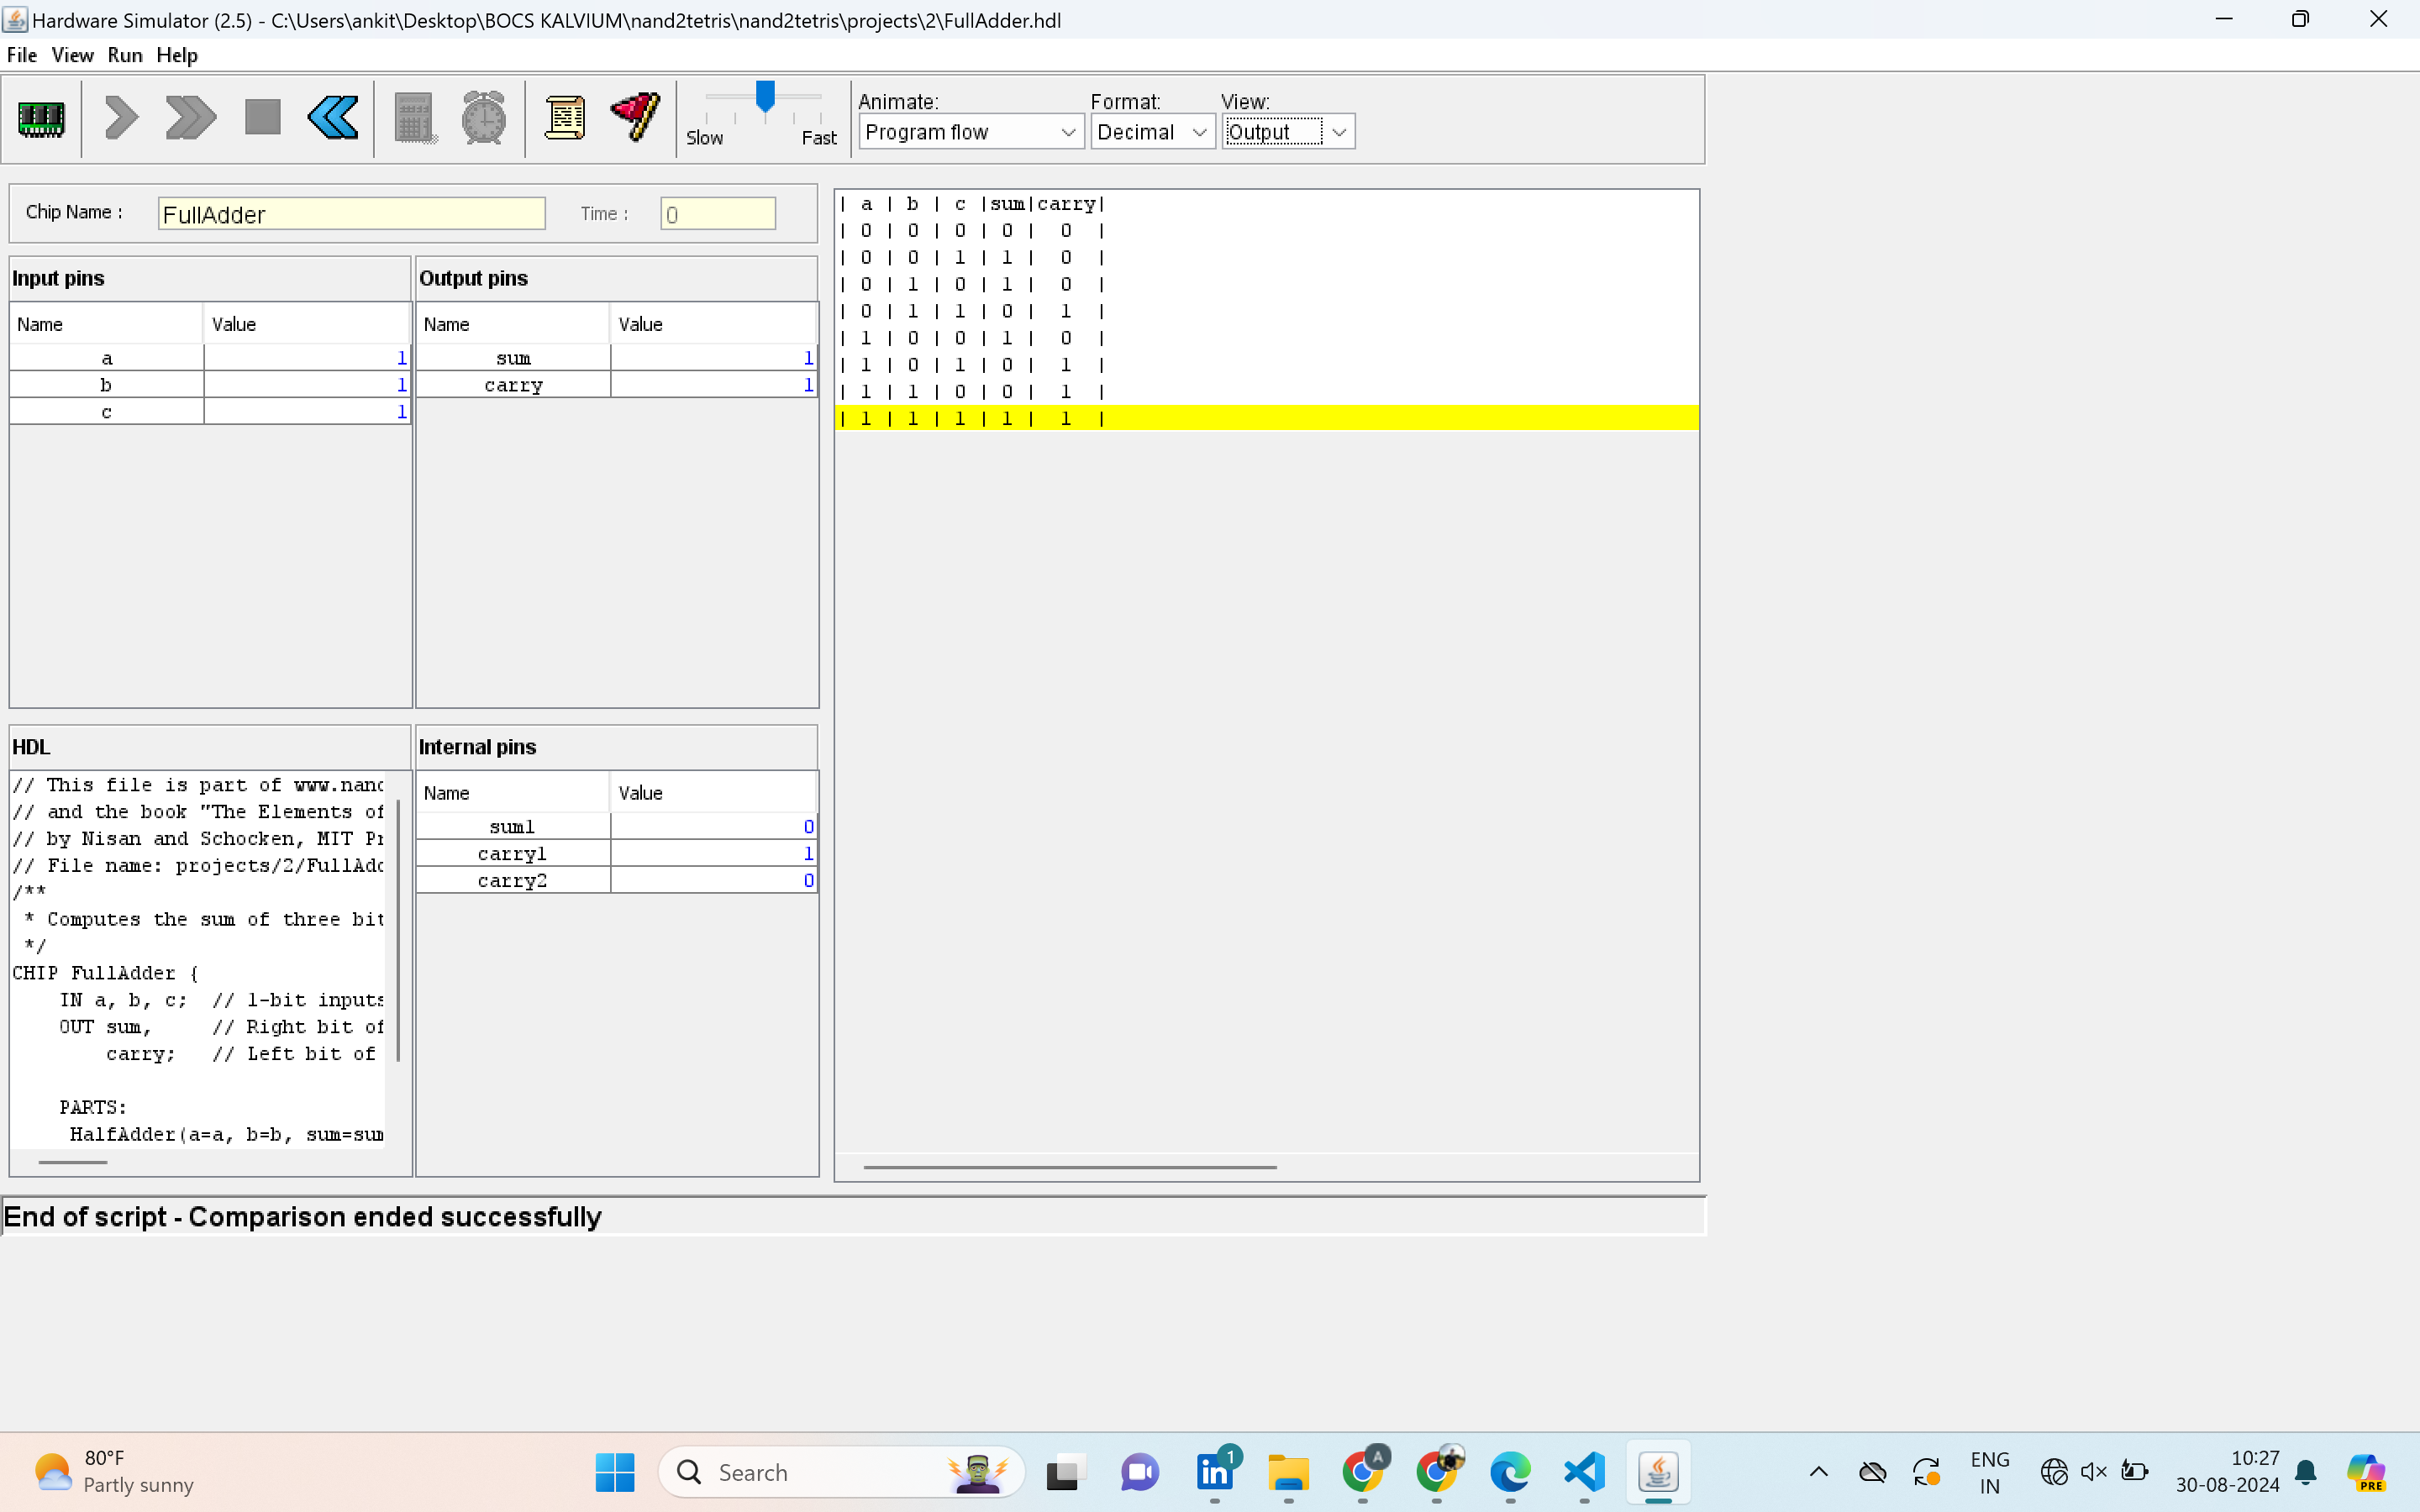 Hardware Simulator (2.5) - C:\Users\ankit\Desktop\BOCS KALVIUM\nand2tetris\nand2tetris\projects\2\FullAdder.hdl
File View Run Help
Slow Fast
Animate: Format: View:
Program flow Decimal Output
Chip Name : FullAdder Time : 0
Input pins
Name Value
a 1
b 1
c 1
Output pins
Name Value
sum 1
carry 1
| a | b | c |sum|carry|
| 0 | 0 | 0 | 0 | 0 |
| 0 | 0 | 1 | 1 | 0 |
| 0 | 1 | 0 | 1 | 0 |
| 0 | 1 | 1 | 0 | 1 |
| 1 | 0 | 0 | 1 | 0 |
| 1 | 0 | 1 | 0 | 1 |
| 1 | 1 | 0 | 0 | 1 |
| 1 | 1 | 1 | 1 | 1 |
HDL
// This file is part of www.nand
// and the book "The Elements of
// by Nisan and Schocken, MIT Pr
// File name: projects/2/FullAdd
/**
* Computes the sum of three bit
*/
CHIP FullAdder {
IN a, b, c; // 1-bit inputs
OUT sum, // Right bit of
carry; // Left bit of
PARTS:
HalfAdder(a=a, b=b, sum=sum
Internal pins
Name Value
sum1 0
carry1 1
carry2 0
End of script - Comparison ended successfully
80°F
Partly sunny
Search
1
A
ENG
IN
10:27
30-08-2024
PRE